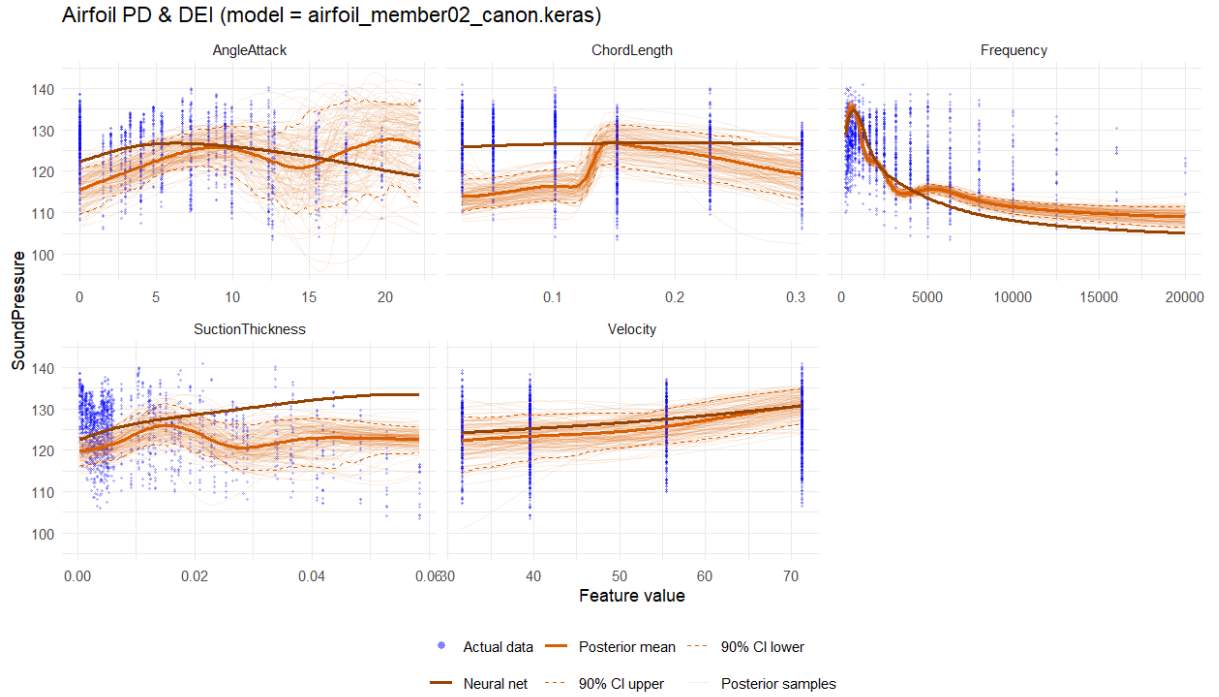 Airfoil PD & DEI (model = airfoil_member02_canon.keras)
AngleAttack
ChordLength
Frequency
140
130
120
110
100
0 5 10 15 20
0.1 0.2 0.3
0 5000 10000 15000 20000
SuctionThickness
Velocity
140
130
120
110
100
0.00 0.02 0.04 0.06
30 40 50 60 70
SoundPressure
Feature value
Actual data Posterior mean 90% CI lower
Neural net 90% CI upper Posterior samples